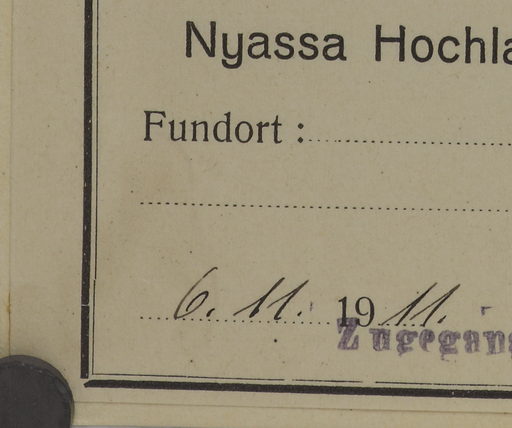 Nyassa Hochla
Fundort :
6. 11. 1911.
Zugegang